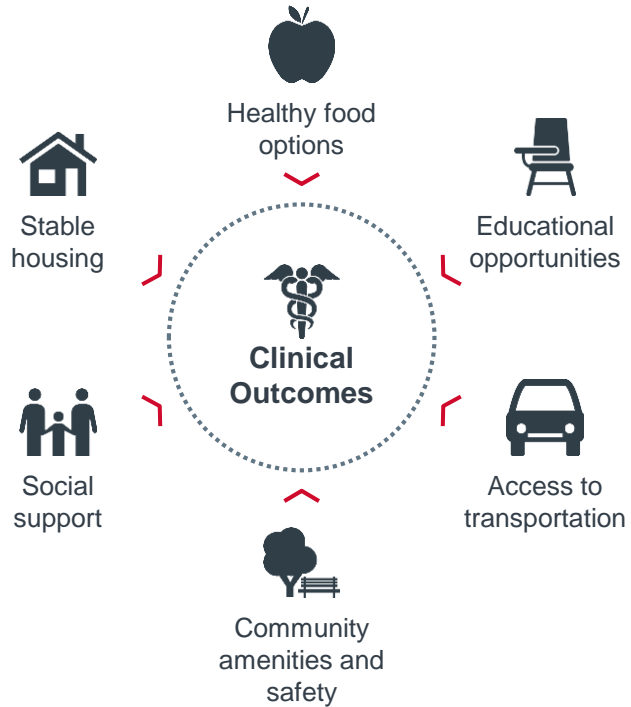 Healthy food
options
Stable
housing
Educational
opportunities
Clinical
Outcomes
Social
support
Access to
transportation
Community
amenities and
safety